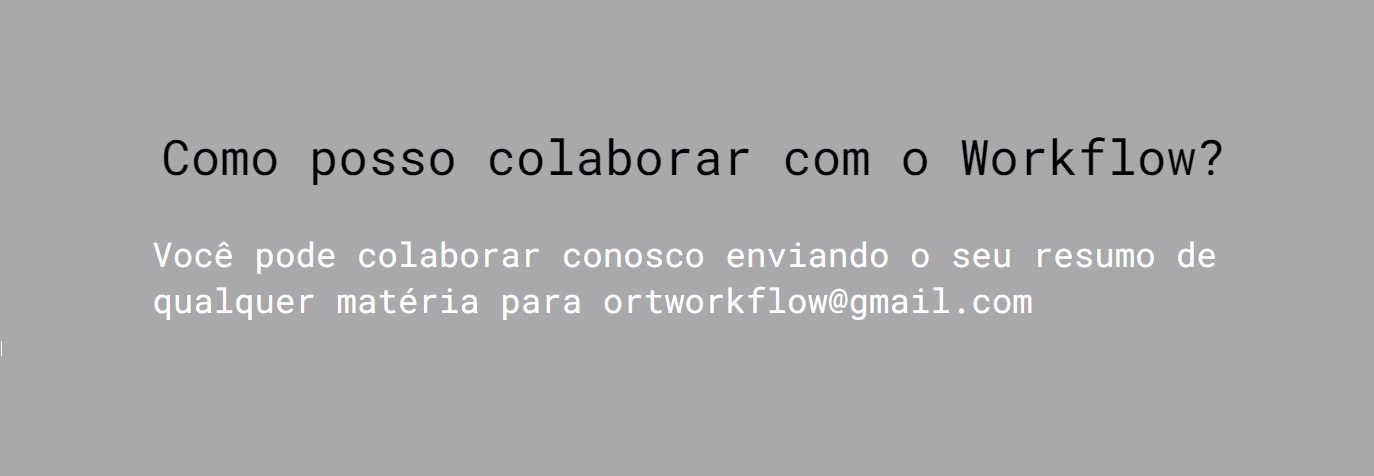 Como posso colaborar com o Workflow?
Você pode colaborar conosco enviando o seu resumo de
qualquer matéria para ortworkflow@gmail.com